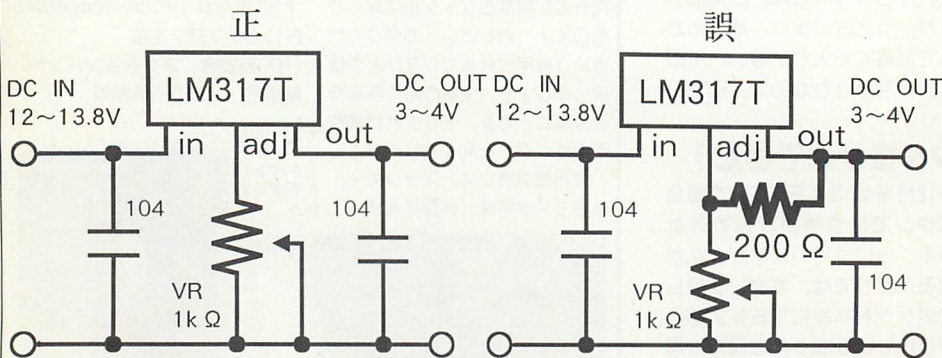 正
DC IN
12〜13.8V
LM317T
in
adj
out
DC OUT
3〜4V
104
104
VR
1k Ω
誤
DC IN
12〜13.8V
LM317T
in
adj
out
DC OUT
3〜4V
104
200 Ω
104
VR
1k Ω